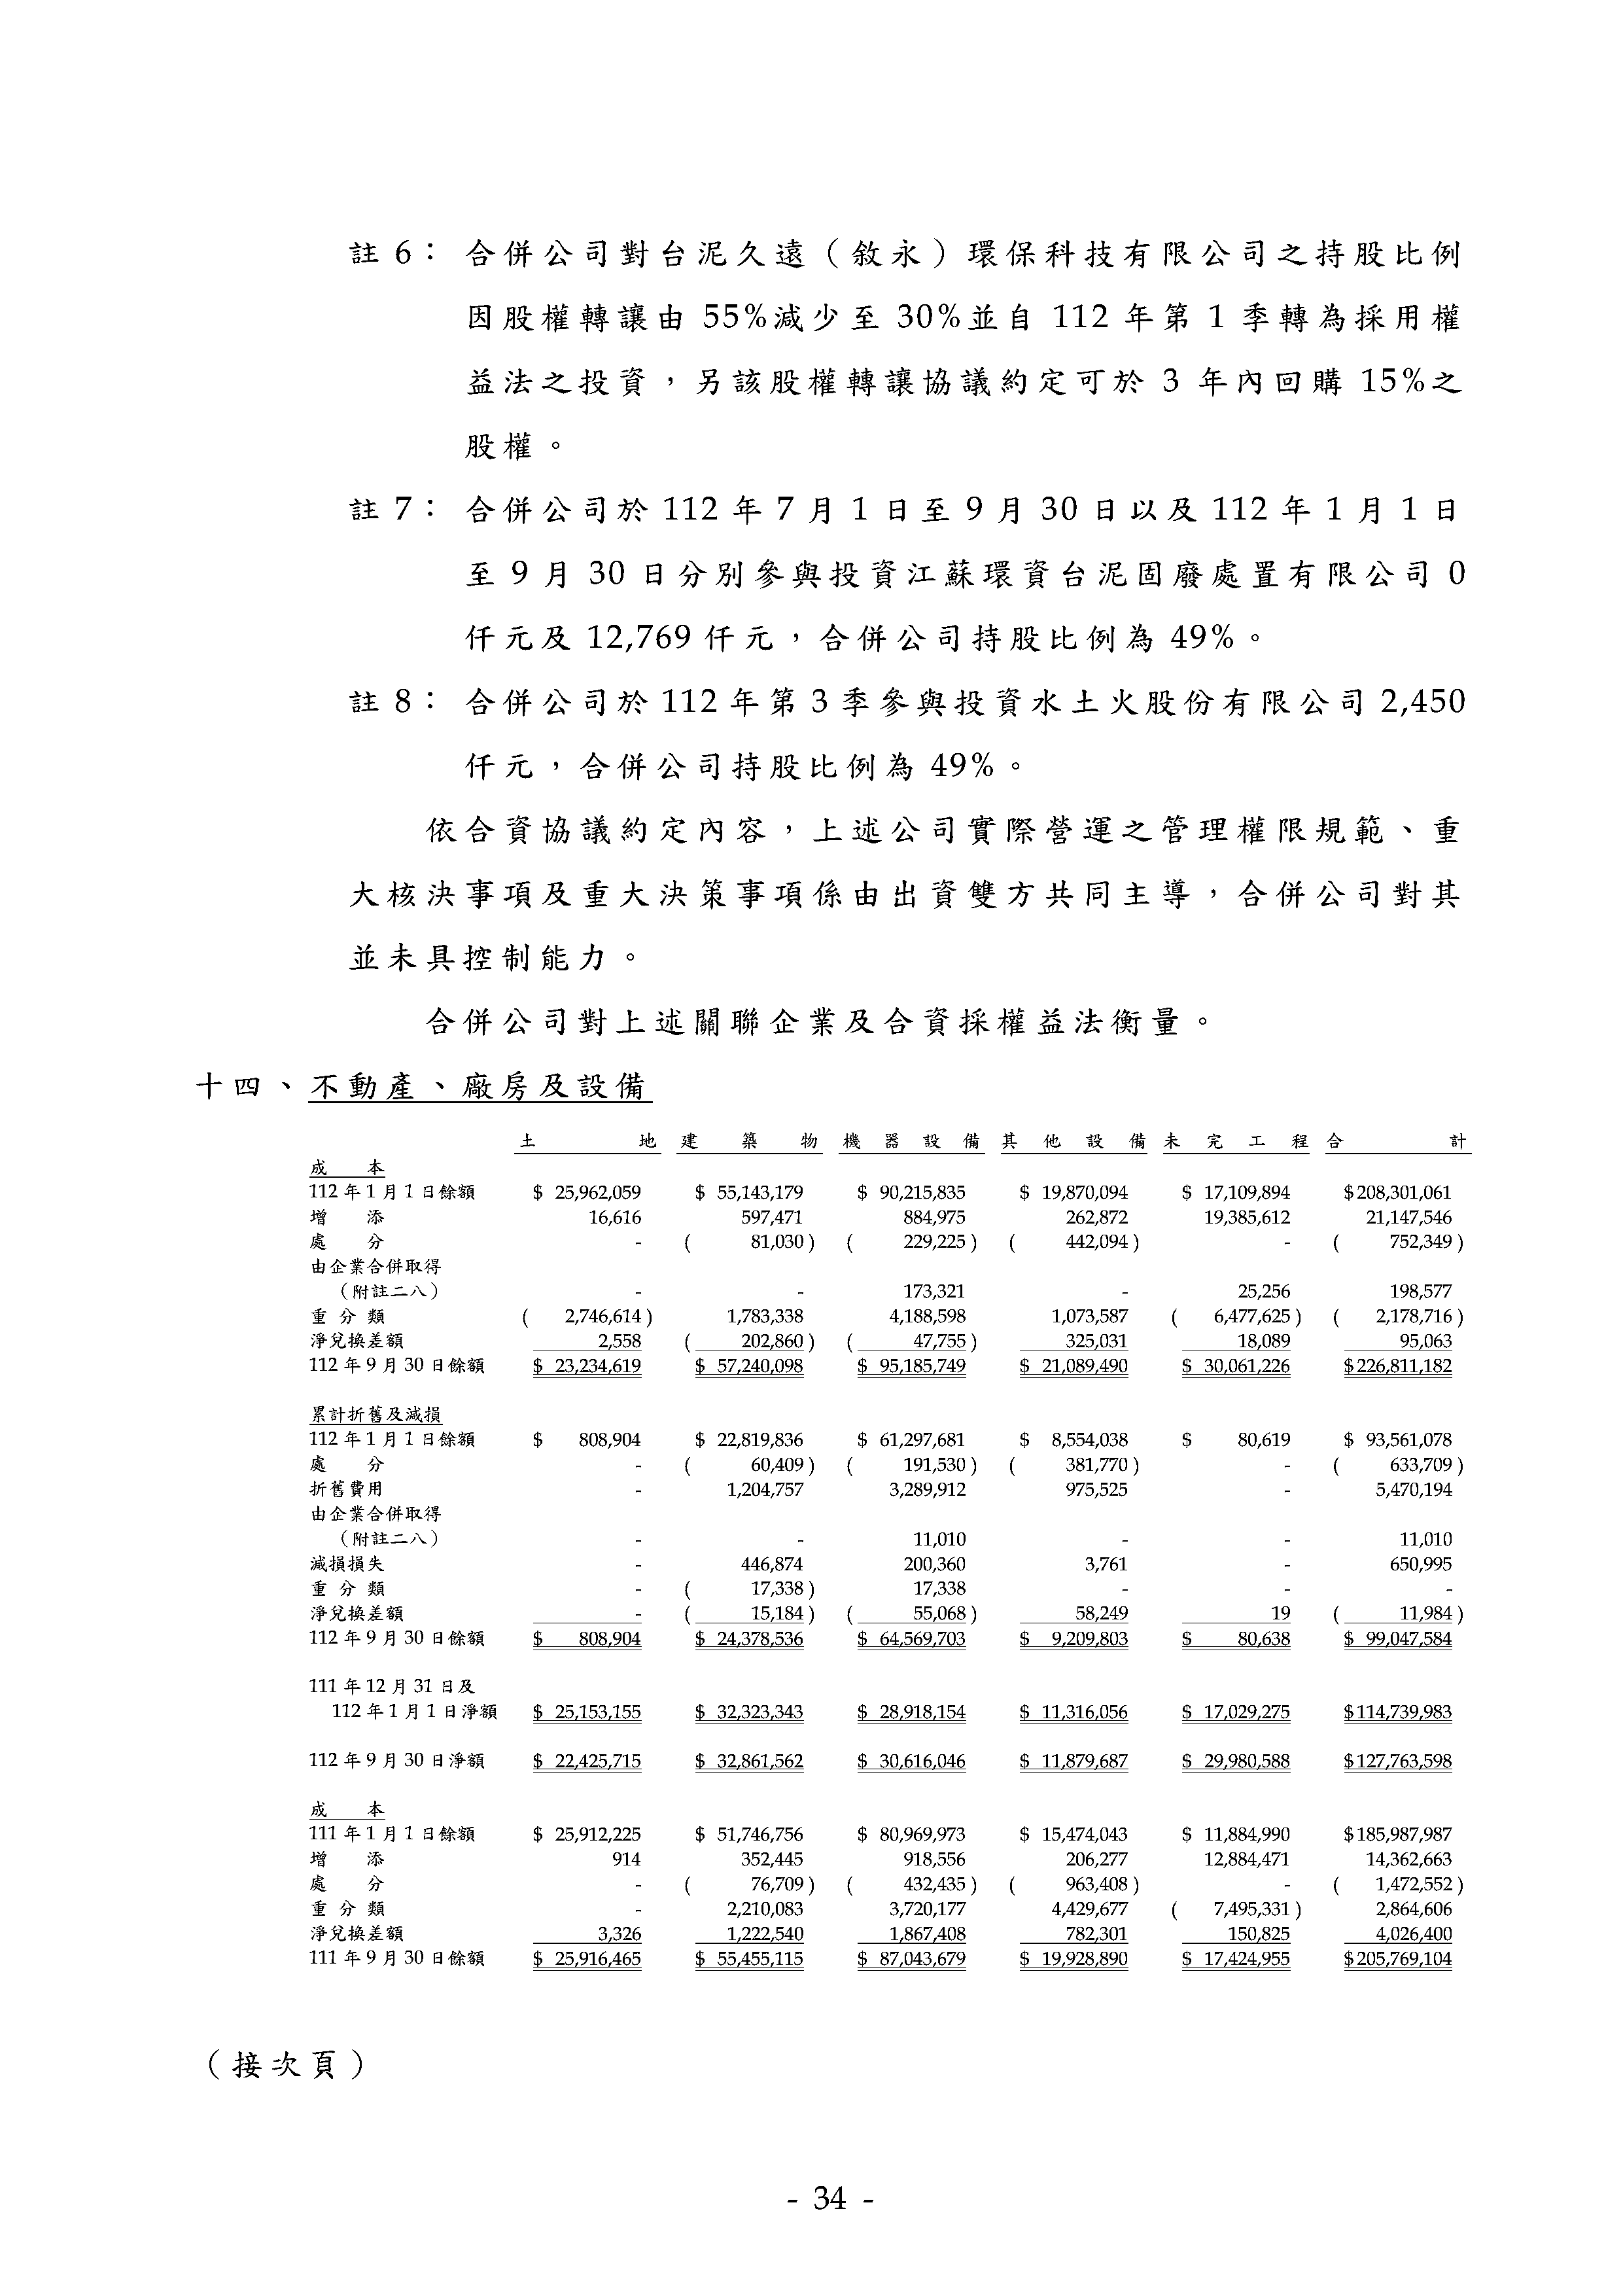 註 6： 合併公司對台泥久遠（敘永）環保科技有限公司之持股比例
因股權轉讓由 55%減少至 30%並自 112 年第 1 季轉為採用權
益法之投資，另該股權轉讓協議約定可於 3 年內回購 15%之
股權。
註 7： 合併公司於 112 年 7 月 1 日至 9 月 30 日以及 112 年 1 月 1 日
至 9 月 30 日分別參與投資江蘇環資台泥固廢處置有限公司 0
仟元及 12,769 仟元，合併公司持股比例為 49%。
註 8： 合併公司於 112 年第 3 季參與投資水土火股份有限公司 2,450
仟元，合併公司持股比例為 49%。
依合資協議約定內容，上述公司實際營運之管理權限規範、重
大核決事項及重大決策事項係由出資雙方共同主導，合併公司對其
並未具控制能力。
合併公司對上述關聯企業及合資採權益法衡量。
十四、不動產、廠房及設備
土地 建築物 機器設備 其他設備 未完工程 合計
成本
112 年 1 月 1 日餘額 $ 25,962,059 $ 55,143,179 $ 90,215,835 $ 19,870,094 $ 17,109,894 $208,301,061
增添 16,616 597,471 884,975 262,872 19,385,612 21,147,546
處分 - ( 81,030 ) ( 229,225 ) ( 442,094 ) - ( 752,349 )
由企業合併取得
（附註二八） - - 173,321 - 25,256 198,577
重分類 ( 2,746,614 ) 1,783,338 4,188,598 1,073,587 ( 6,477,625 ) ( 2,178,716 )
淨兌換差額 2,558 ( 202,860 ) ( 47,755 ) 325,031 18,089 95,063
112 年 9 月 30 日餘額 $ 23,234,619 $ 57,240,098 $ 95,185,749 $ 21,089,490 $ 30,061,226 $226,811,182
累計折舊及減損
112 年 1 月 1 日餘額 $ 808,904 $ 22,819,836 $ 61,297,681 $ 8,554,038 $ 80,619 $ 93,561,078
處分 - ( 60,409 ) ( 191,530 ) ( 381,770 ) - ( 633,709 )
折舊費用 - 1,204,757 3,289,912 975,525 - 5,470,194
由企業合併取得
（附註二八） - - 11,010 - - 11,010
減損損失 - 446,874 200,360 3,761 - 650,995
重分類 - ( 17,338 ) 17,338 - - -
淨兌換差額 - ( 15,184 ) ( 55,068 ) 58,249 19 ( 11,984 )
112 年 9 月 30 日餘額 $ 808,904 $ 24,378,536 $ 64,569,703 $ 9,209,803 $ 80,638 $ 99,047,584
111 年 12 月 31 日及
112 年 1 月 1 日淨額 $ 25,153,155 $ 32,323,343 $ 28,918,154 $ 11,316,056 $ 17,029,275 $114,739,983
112 年 9 月 30 日淨額 $ 22,425,715 $ 32,861,562 $ 30,616,046 $ 11,879,687 $ 29,980,588 $127,763,598
成本
111 年 1 月 1 日餘額 $ 25,912,225 $ 51,746,756 $ 80,969,973 $ 15,474,043 $ 11,884,990 $185,987,987
增添 914 352,445 918,556 206,277 12,884,471 14,362,663
處分 - ( 76,709 ) ( 432,435 ) ( 963,408 ) - ( 1,472,552 )
重分類 - 2,210,083 3,720,177 4,429,677 ( 7,495,331 ) 2,864,606
淨兌換差額 3,326 1,222,540 1,867,408 782,301 150,825 4,026,400
111 年 9 月 30 日餘額 $ 25,916,465 $ 55,455,115 $ 87,043,679 $ 19,928,890 $ 17,424,955 $205,769,104
（接次頁）
- 34 -